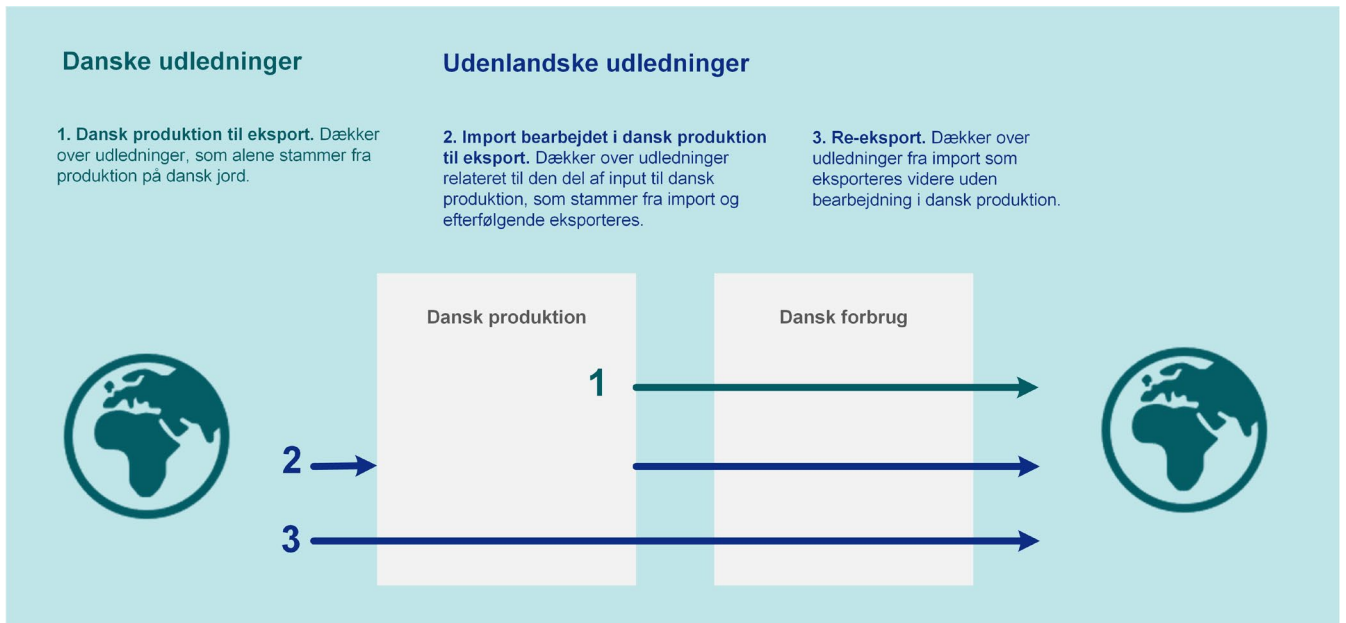 Danske udledninger
Udenlandske udledninger
1. Dansk produktion til eksport. Dækker
over udledninger, som alene stammer fra
produktion på dansk jord.
2. Import bearbejdet i dansk produktion
til eksport. Dækker over udledninger
relateret til den del af input til dansk
produktion, som stammer fra import og
efterfølgende eksporteres.
3. Re-eksport. Dækker over
udledninger fra import som
eksporteres videre uden
bearbejdning i dansk produktion.
Dansk produktion
Dansk forbrug
1
2
3